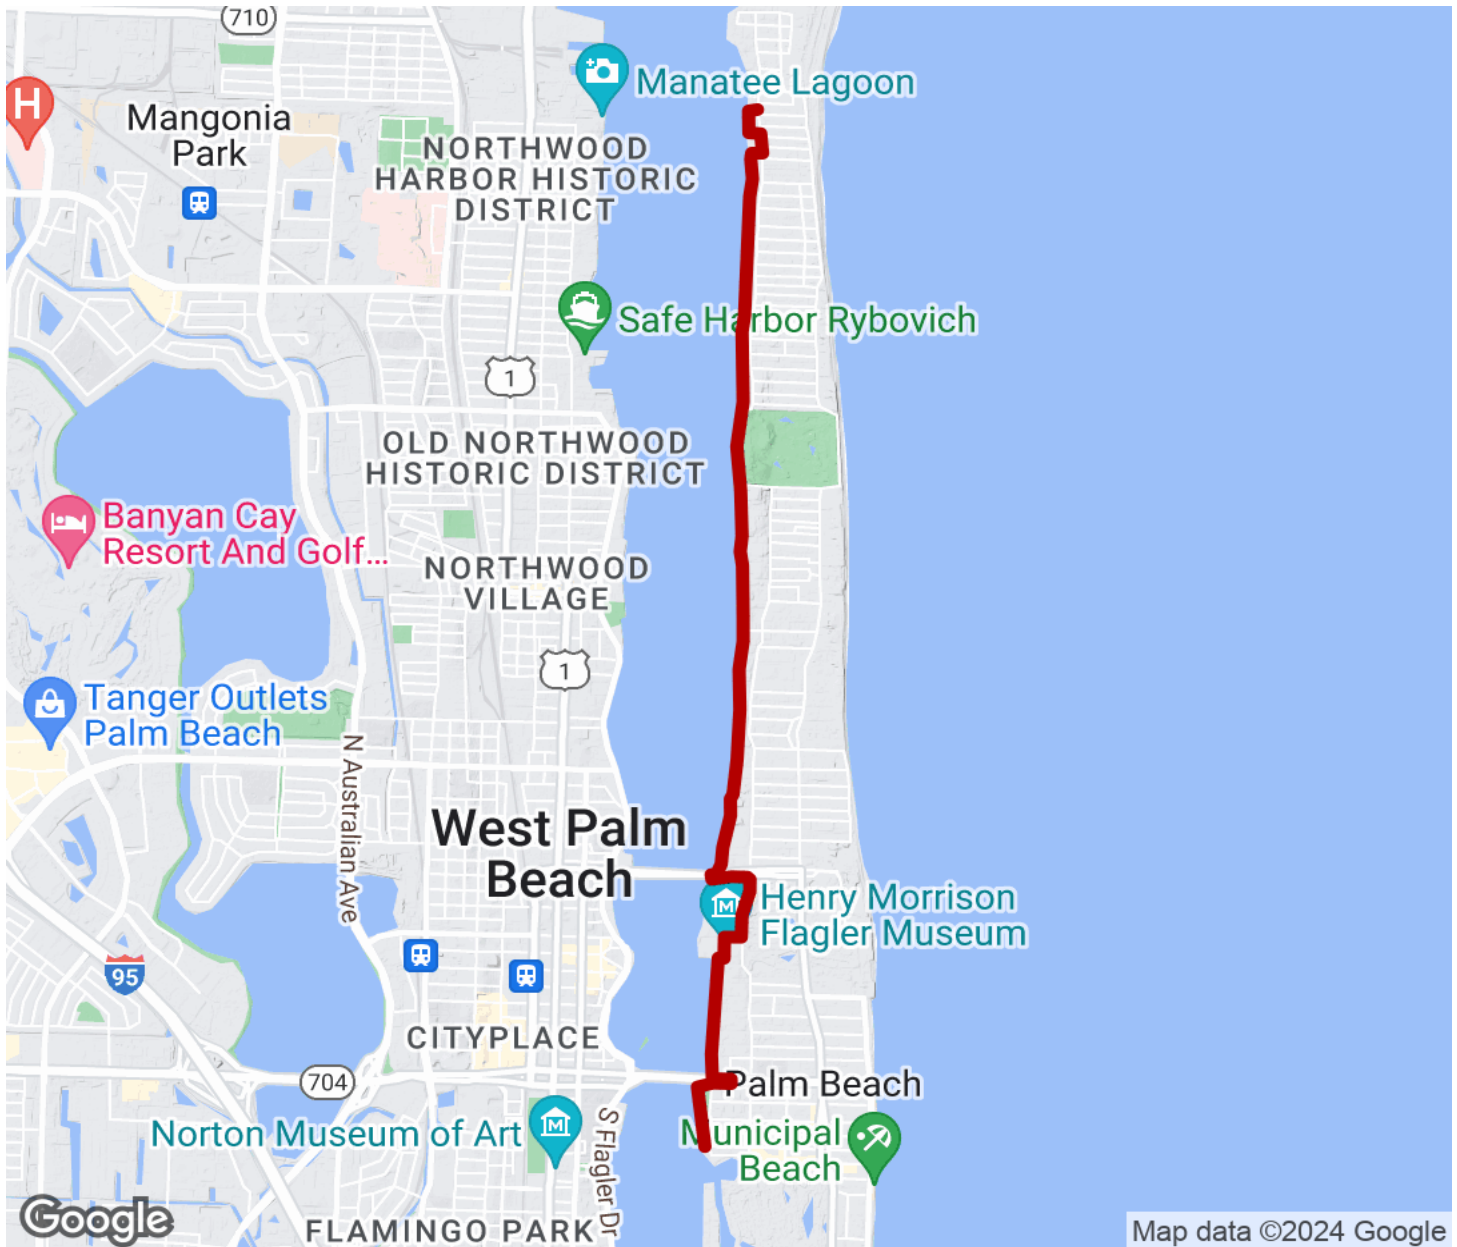 710
Manatee Lagoon
H
Mangonia
Park
NORTHWOOD
HARBOR HISTORIC
DISTRICT
Safe Harbor Rybovich
1
OLD NORTHWOOD
HISTORIC DISTRICT
Banyan Cay
Resort And Golf...
NORTHWOOD
VILLAGE
1
Tanger Outlets
Palm Beach
N Australian Ave
West Palm
Beach
Henry Morrison
Flagler Museum
M
95
CITYPLACE
704
Palm Beach
Norton Museum of Art
M
S Flagler Dr
Municipal
Beach
FLAMINGO PARK
Google
Map data ©2024 Google